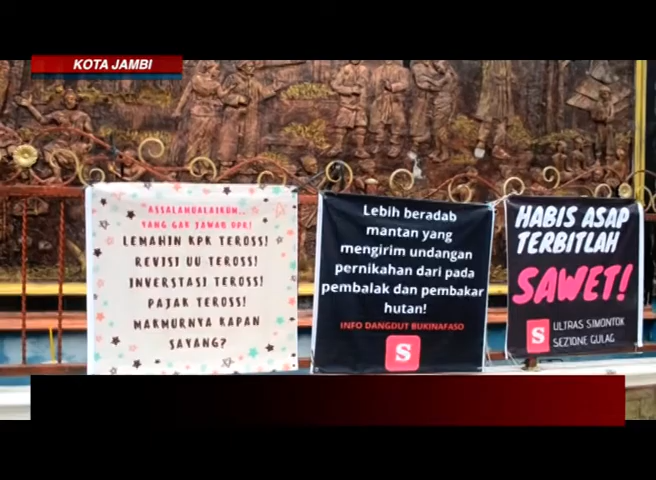 KOTA JAMBI
"ASSALAMUALAIKUM..
YANG GAK JAWAB DPR!
LEMAHIN KPK TEROSS!
REVISI UU TEROSS!
INVERSTASI TEROSS!
PAJAK TEROSS!
MAKMURNYA KAPAN
SAYANG?
Lebih beradab
mantan yang
mengirim undangan
pernikahan dari pada
pembalak dan pembakar
hutan!
INFO DANGDUT BUKINAFASO
S
HABIS ASAP
TERBITLAH
SAWET!
S
ULTRAS SIMONTOK
SEZIONE GULAG